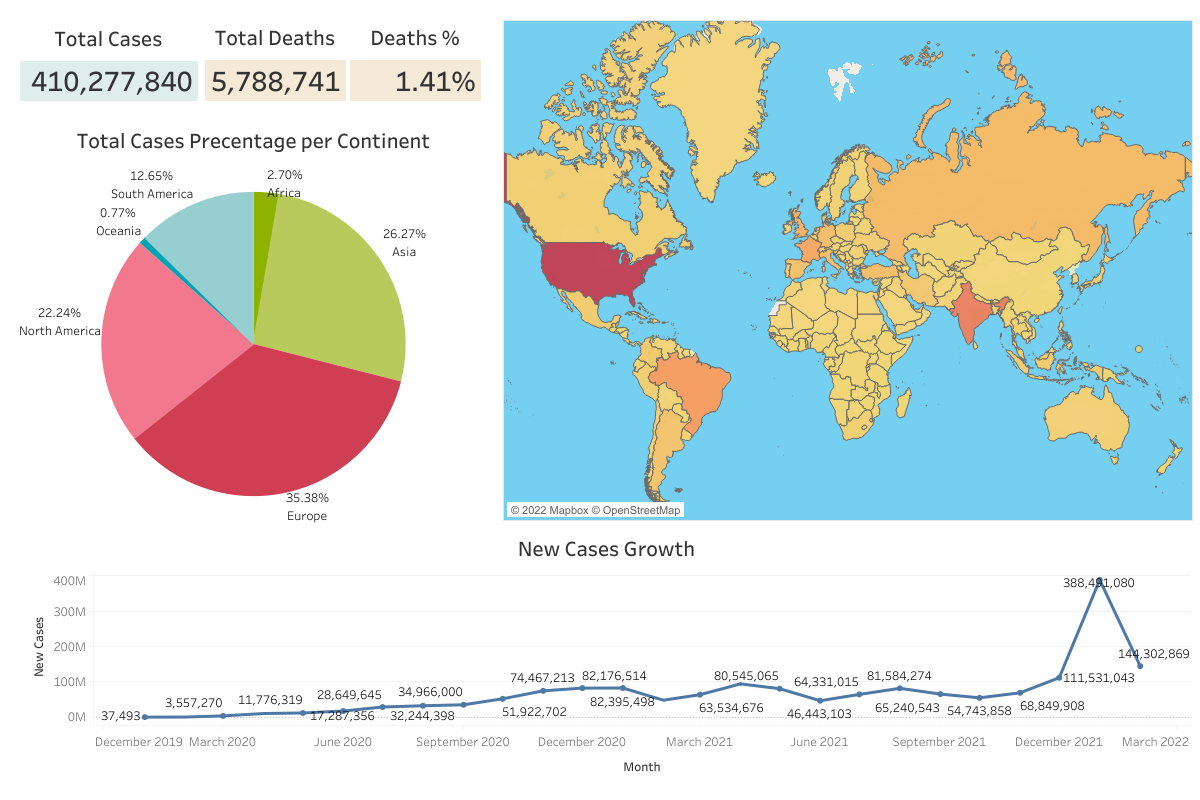 Total Cases
Total Deaths
Deaths %
410,277,840
5,788,741
1.41%
Total Cases Precentage per Continent
12.65%
South America
2.70%
Africa
0.77%
Oceania
26.27%
Asia
22.24%
North America
35.38%
Europe
© 2022 Mapbox © OpenStreetMap
New Cases Growth
New Cases
400M
300M
200M
100M
0M
37,493
3,557,270
11,776,319
17,287,356
28,649,645
32,244,398
34,966,000
51,922,702
74,467,213
82,176,514
82,395,498
63,534,676
80,545,065
46,443,103
64,331,015
81,584,274
65,240,543
54,743,858
68,849,908
111,531,043
388,491,080
144,302,869
December 2019
March 2020
June 2020
September 2020
December 2020
March 2021
June 2021
September 2021
December 2021
March 2022
Month